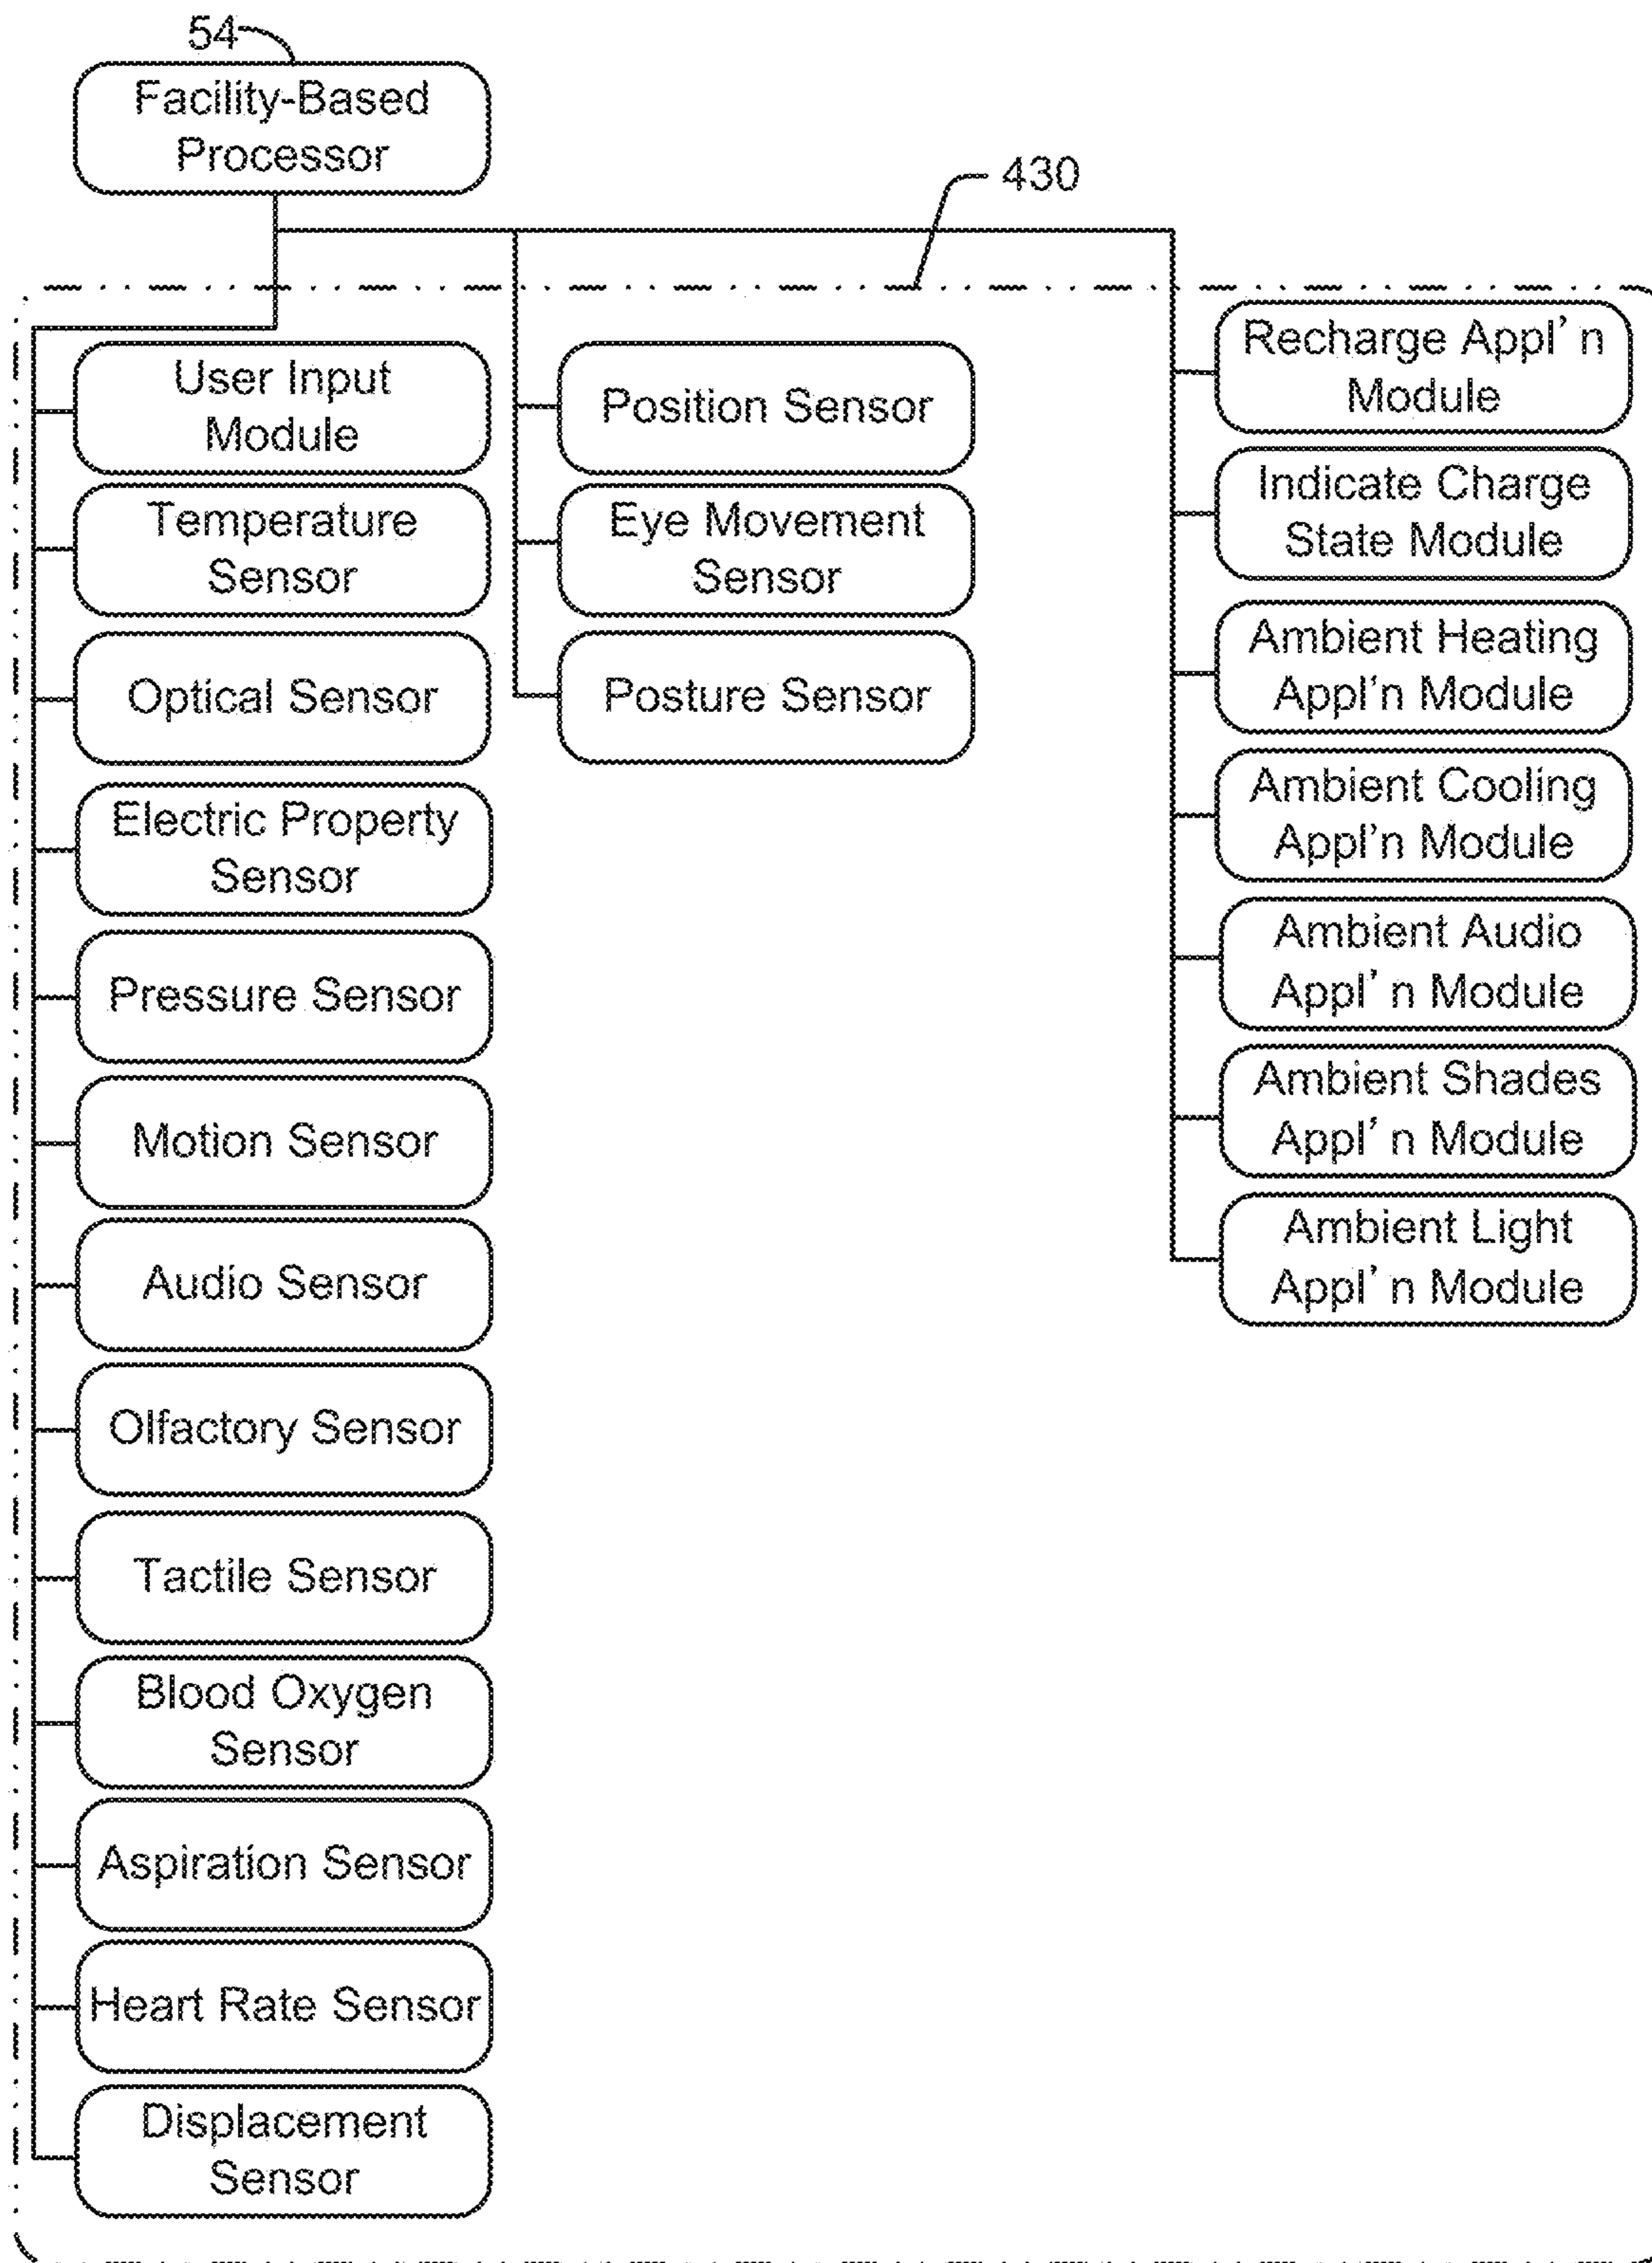 54
Facility-Based
Processor
430
User Input
Module
Temperature
Sensor
Optical Sensor
Electric Property
Sensor
Pressure Sensor
Motion Sensor
Audio Sensor
Olfactory Sensor
Tactile Sensor
Blood Oxygen
Sensor
Aspiration Sensor
Heart Rate Sensor
Displacement
Sensor
Position Sensor
Eye Movement
Sensor
Posture Sensor
Recharge Appl’n
Module
Indicate Charge
State Module
Ambient Heating
Appl'n Module
Ambient Cooling
Appl'n Module
Ambient Audio
Appl’n Module
Ambient Shades
Appl’n Module
Ambient Light
Appl’n Module